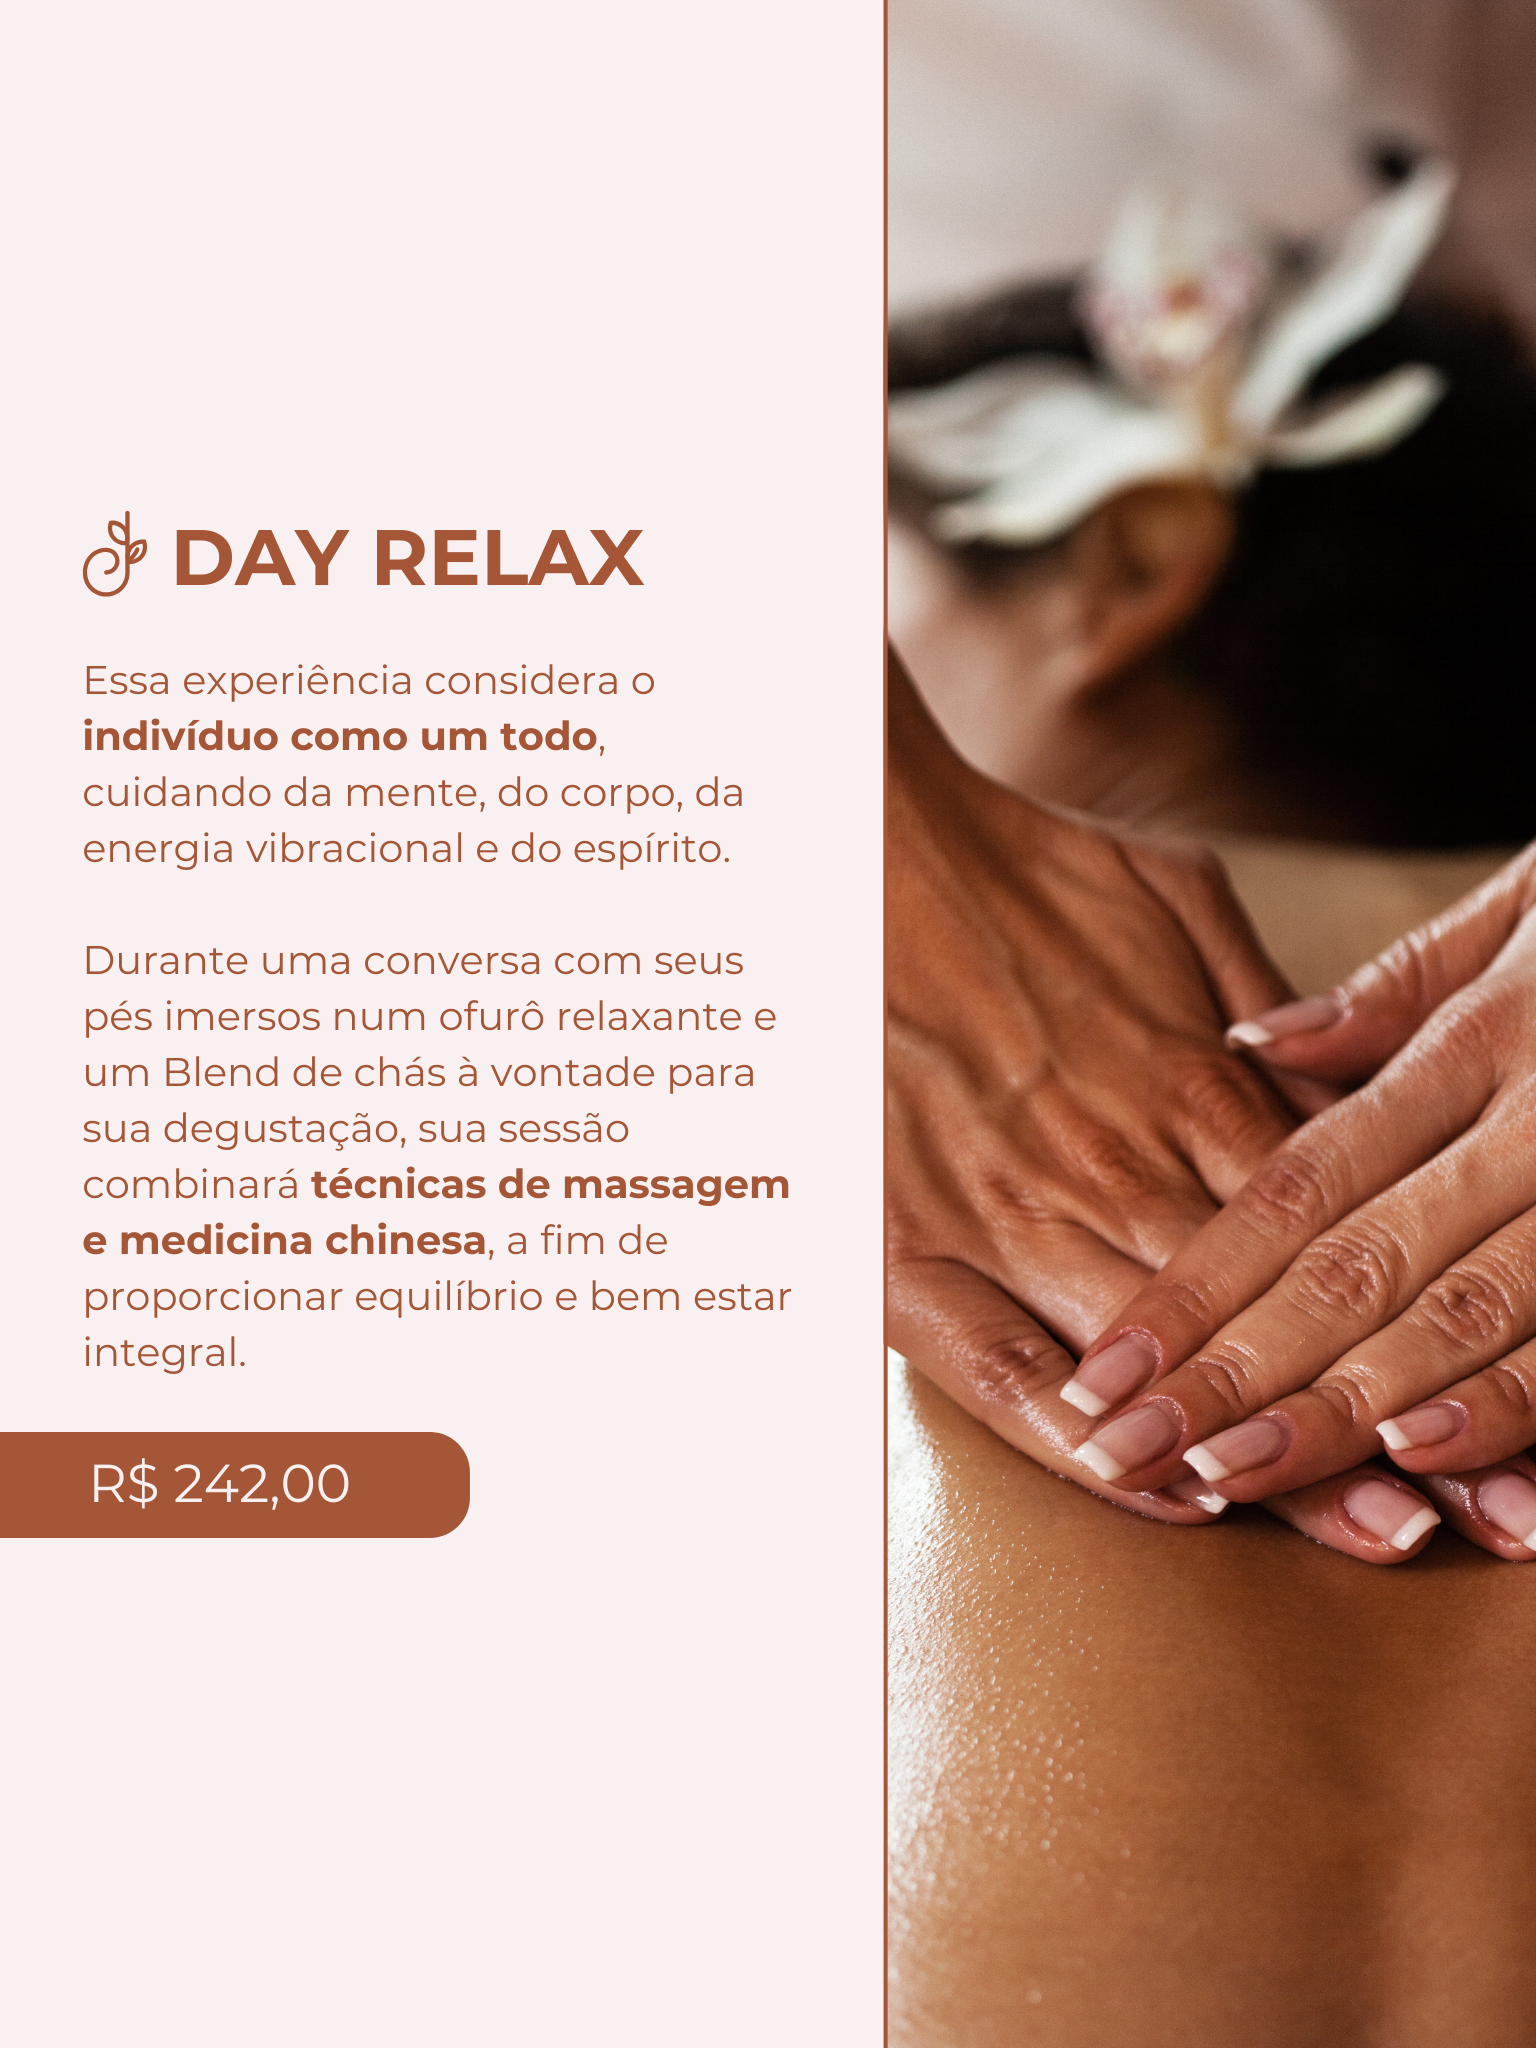 DAY RELAX
Essa experiência considera o
indivíduo como um todo,
cuidando da mente, do corpo, da
energia vibracional e do espírito.
Durante uma conversa com seus
pés imersos num ofurô relaxante e
um Blend de chás à vontade para
sua degustação, sua sessão
combinará técnicas de massagem
e medicina chinesa, a fim de
proporcionar equilíbrio e bem estar
integral.
R$ 242,00